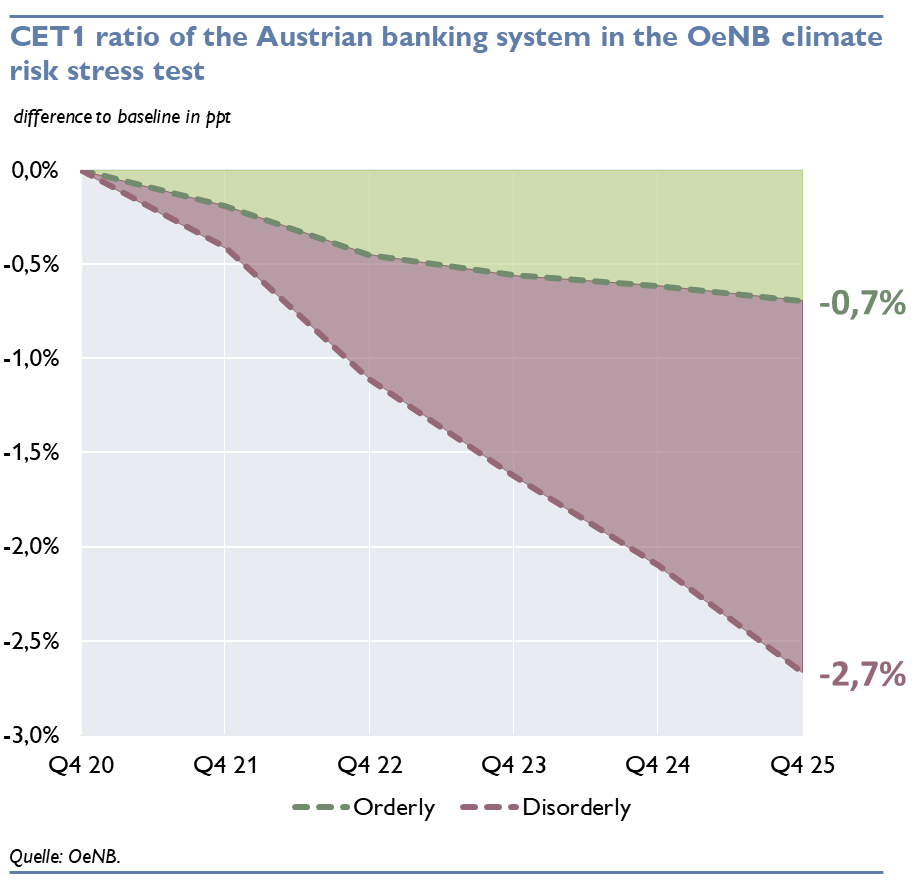 CET1 ratio of the Austrian banking system in the OeNB climate
risk stress test
difference to baseline in ppt
0,0%
-0,5%
-1,0%
-1,5%
-2,0%
-2,5%
-3,0%
-0,7%
-2,7%
Q4 20 Q4 21 Q4 22 Q4 23 Q4 24 Q4 25
Orderly Disorderly
Quelle: OeNB.